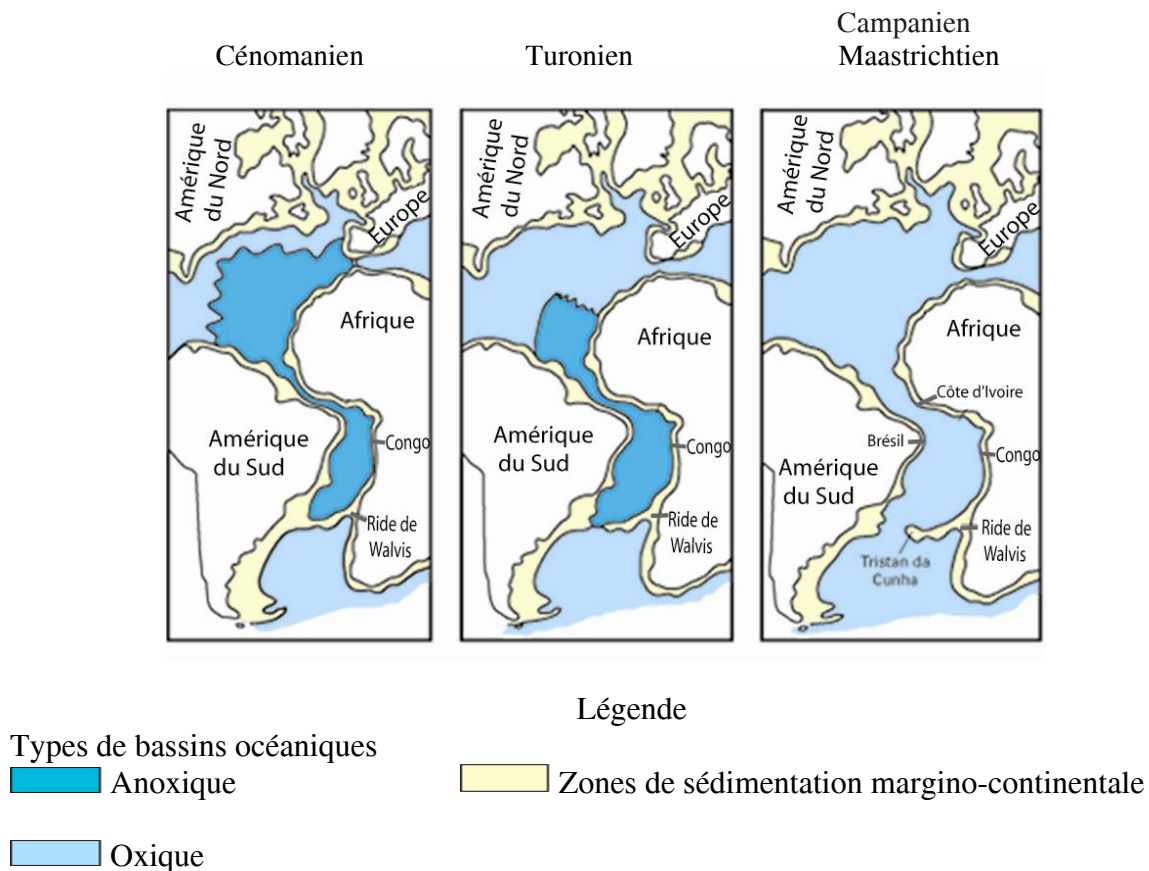 Campanien
Cénomanien Turonien Maastrichtien
Amérique
du Nord
Europe
Afrique
Amérique
du Sud
Congo
Ride de
Walvis
Amérique
du Nord
Europe
Afrique
Amérique
du Sud
Congo
Ride de
Walvis
Amérique
du Nord
Europe
Afrique
Côte d'Ivoire
Brésil
Congo
Amérique
du Sud
Ride de
Walvis
Tristan da
Cunha
Légende
Types de bassins océaniques
Anoxique
Zones de sédimentation margino-continentale
Oxique